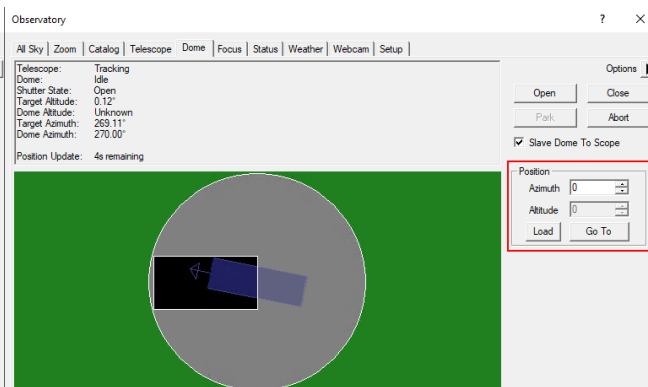 Observatory ? ×
All Sky Zoom Catalog Telescope Dome Focus Status Weather Webcam Setup
Telescope: Tracking
Dome: Idle
Shutter State: Open
Target Altitude: 0.12°
Dome Altitude: Unknown
Target Azimuth: 269.11°
Dome Azimuth: 270.00°
Position Update: 4s remaining
Options
Open Close
Park Abort
Slave Dome To Scope
Position
Azimuth 0
Altitude 0
Load Go To